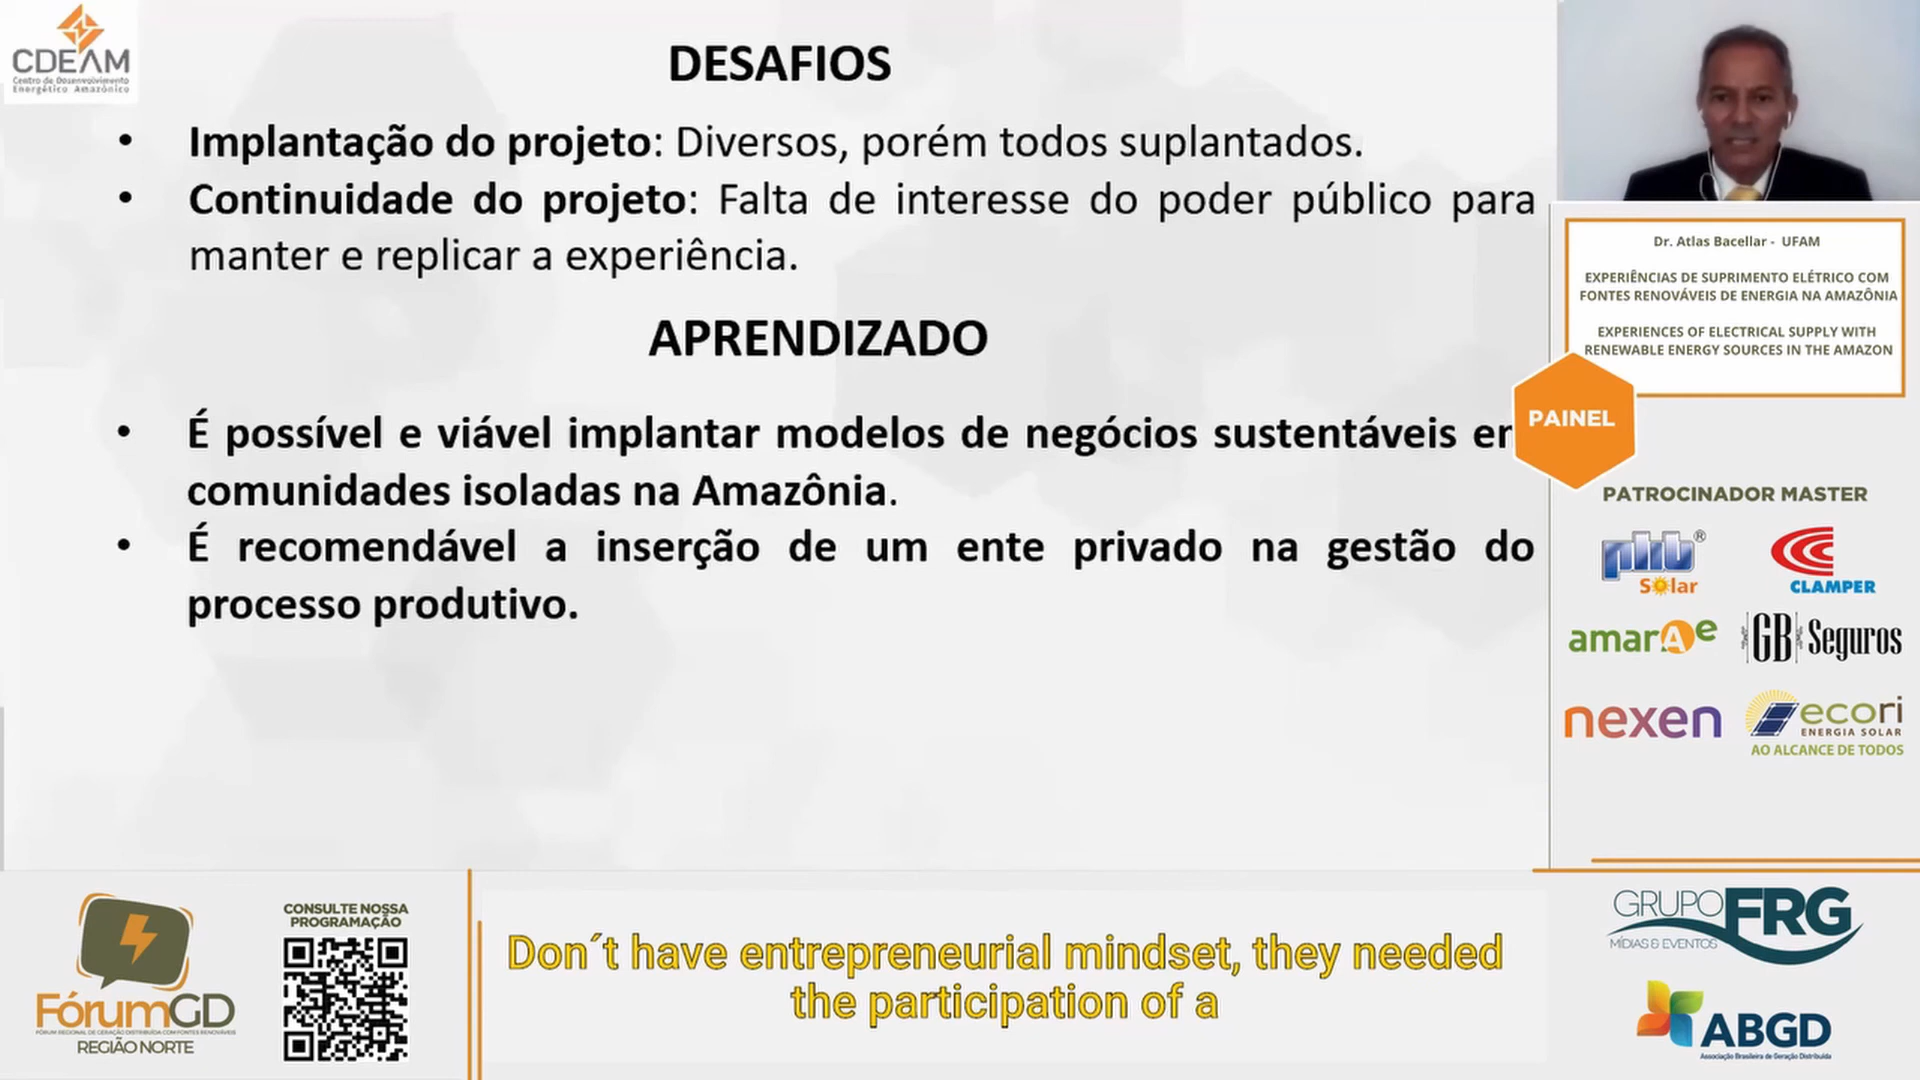 CDEAM
Centro de Desenvolvimento
Energético Amazônico
DESAFIOS
• Implantação do projeto: Diversos, porém todos suplantados.
• Continuidade do projeto: Falta de interesse do poder público para
manter e replicar a experiência.
APRENDIZADO
• É possível e viável implantar modelos de negócios sustentáveis em
comunidades isoladas na Amazônia.
• É recomendável a inserção de um ente privado na gestão do
processo produtivo.
Dr. Atlas Bacellar - UFAM
EXPERIÊNCIAS DE SUPRIMENTO ELÉTRICO COM
FONTES RENOVÁVEIS DE ENERGIA NA AMAZÔNIA
EXPERIENCES OF ELECTRICAL SUPPLY WITH
RENEWABLE ENERGY SOURCES IN THE AMAZON
PAINEL
PATROCINADOR MASTER
phb®
Solar
CLAMPER
amarAe
GB Seguros
nexen
ecori
ENERGIA SOLAR
AO ALCANCE DE TODOS
FórumGD
FÓRUM REGIONAL DE GERAÇÃO DISTRIBUÍDA COM FONTES RENOVÁVEIS
REGIÃO NORTE
CONSULTE NOSSA
PROGRAMAÇÃO
Don´t have entrepreneurial mindset, they needed
the participation of a
GRUPO FRG
MÍDIAS & EVENTOS
ABGD
Associação Brasileira de Geração Distribuída